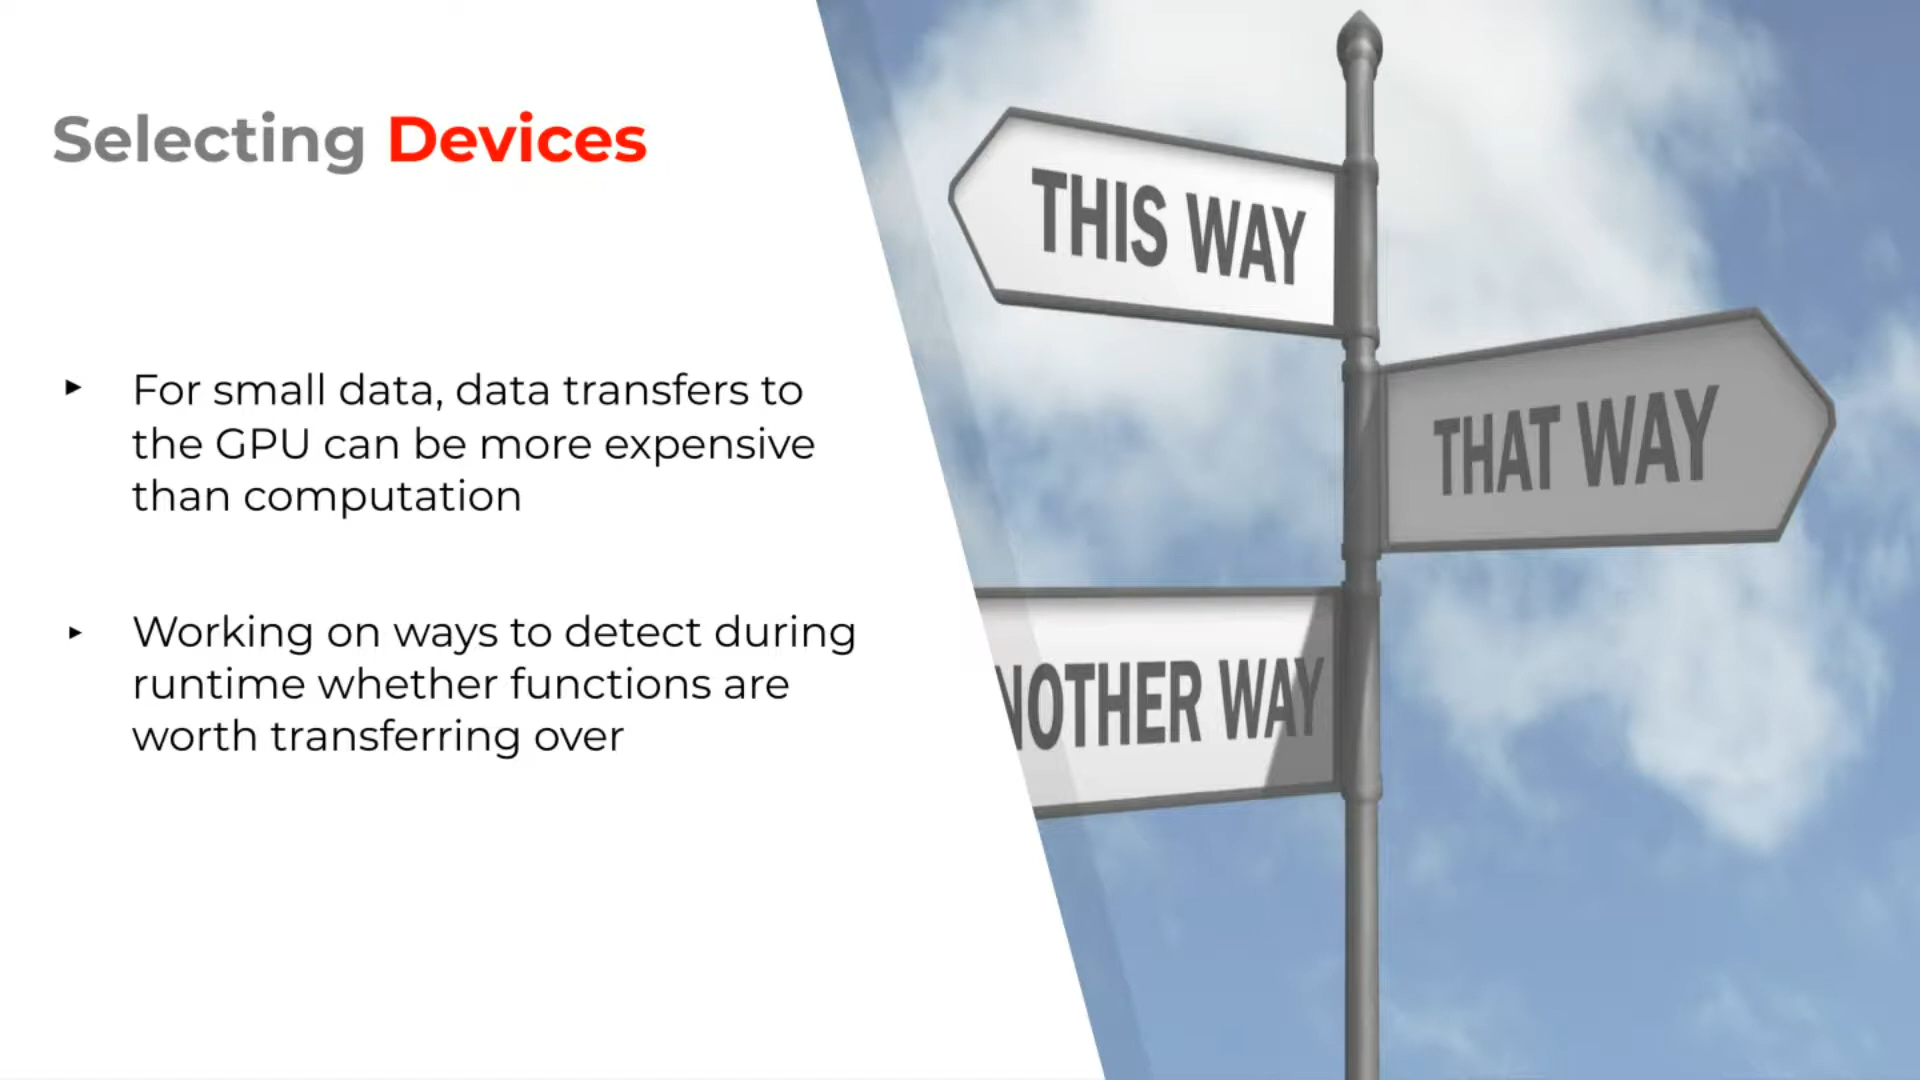 Selecting Devices
For small data, data transfers to
the GPU can be more expensive
than computation
Working on ways to detect during
runtime whether functions are
worth transferring over
THIS WAY
THAT WAY
NOTHER WAY